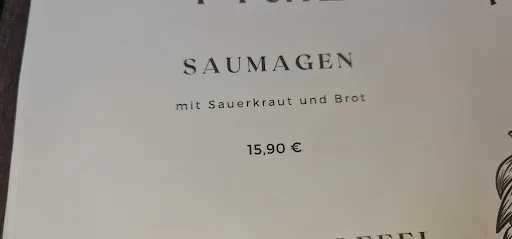 SAUMAGEN
mit Sauerkraut und Brot
15,90 €